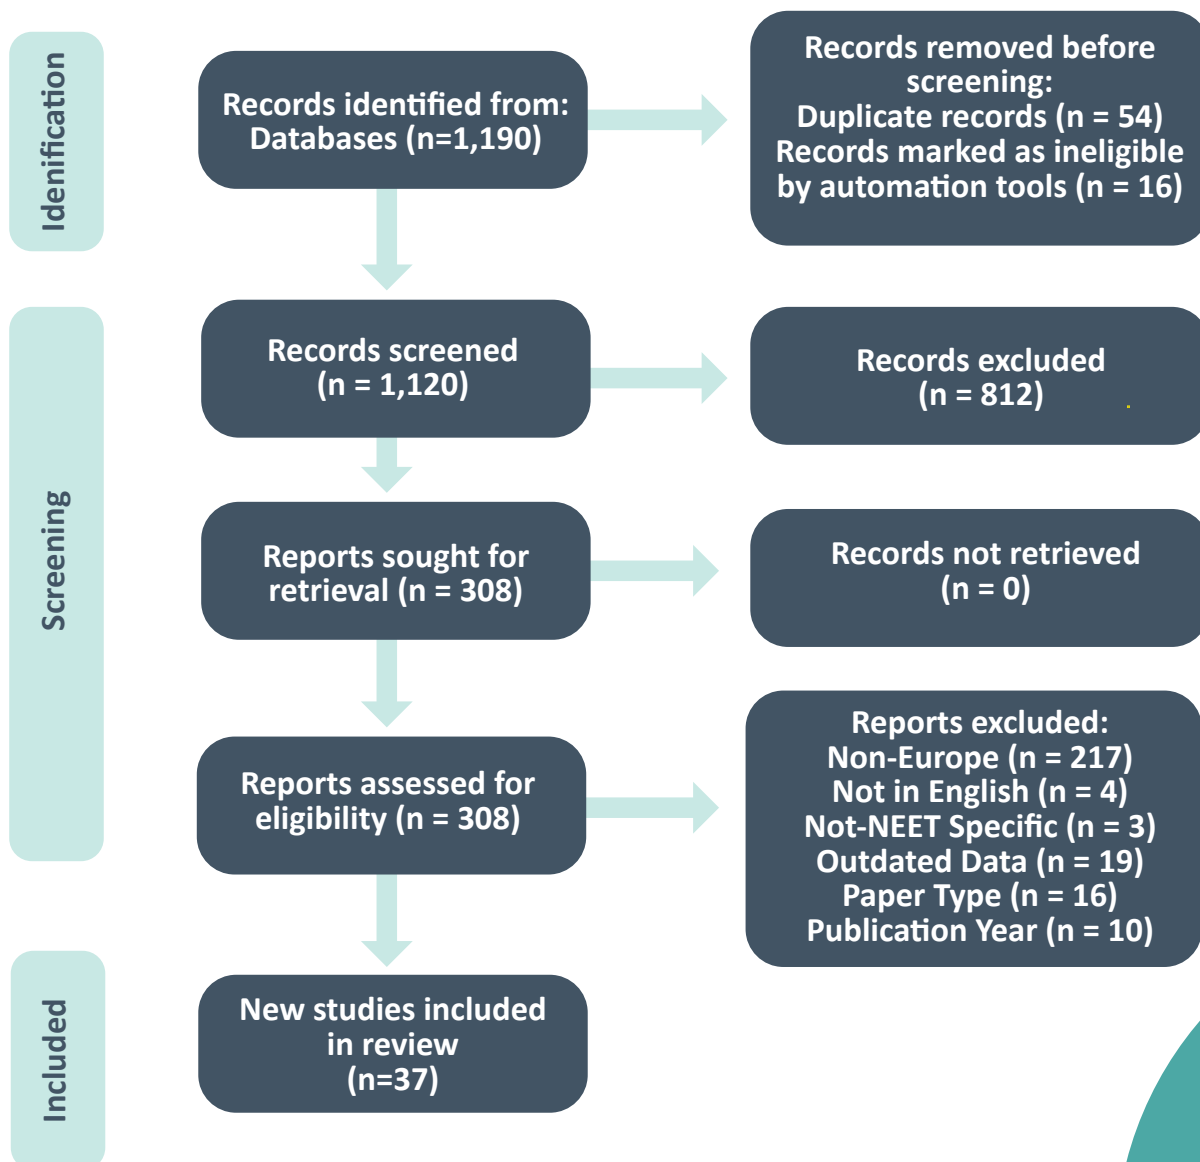 Idenification
Records identified from:
Databases (n=1,190)
Records removed before
screening:
Duplicate records (n = 54)
Records marked as ineligible
by automation tools (n = 16)
Screening
Records screened
(n = 1,120)
Records excluded
(n = 812)
Reports sought for
retrieval (n = 308)
Records not retrieved
(n = 0)
Reports assessed for
eligibility (n = 308)
Reports excluded:
Non-Europe (n = 217)
Not in English (n = 4)
Not-NEET Specific (n = 3)
Outdated Data (n = 19)
Paper Type (n = 16)
Publication Year (n = 10)
Included
New studies included
in review
(n=37)